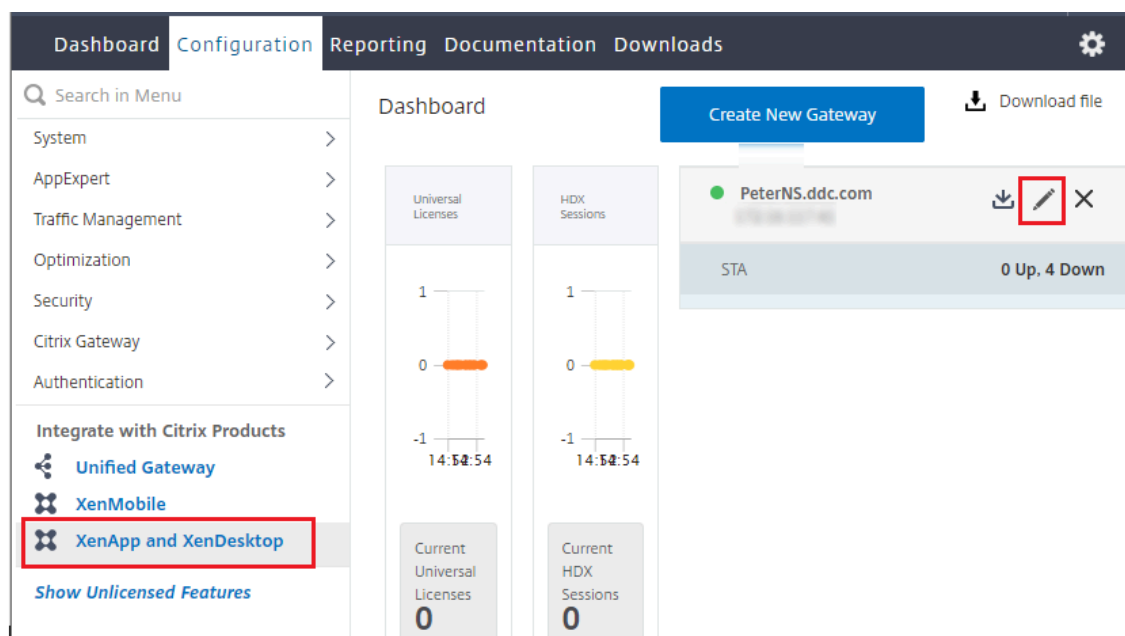 Dashboard Configuration Reporting Documentation Downloads
Search in Menu
System
AppExpert
Traffic Management
Optimization
Security
Citrix Gateway
Authentication
Integrate with Citrix Products
Unified Gateway
XenMobile
XenApp and XenDesktop
Show Unlicensed Features
Dashboard
Create New Gateway
Download file
Universal
Licenses
1
0
-1
Current
Universal
Licenses
0
HDX
Sessions
1
0
-1
Current
HDX
Sessions
0
PeterNS.ddc.com
STA 0 Up, 4 Down